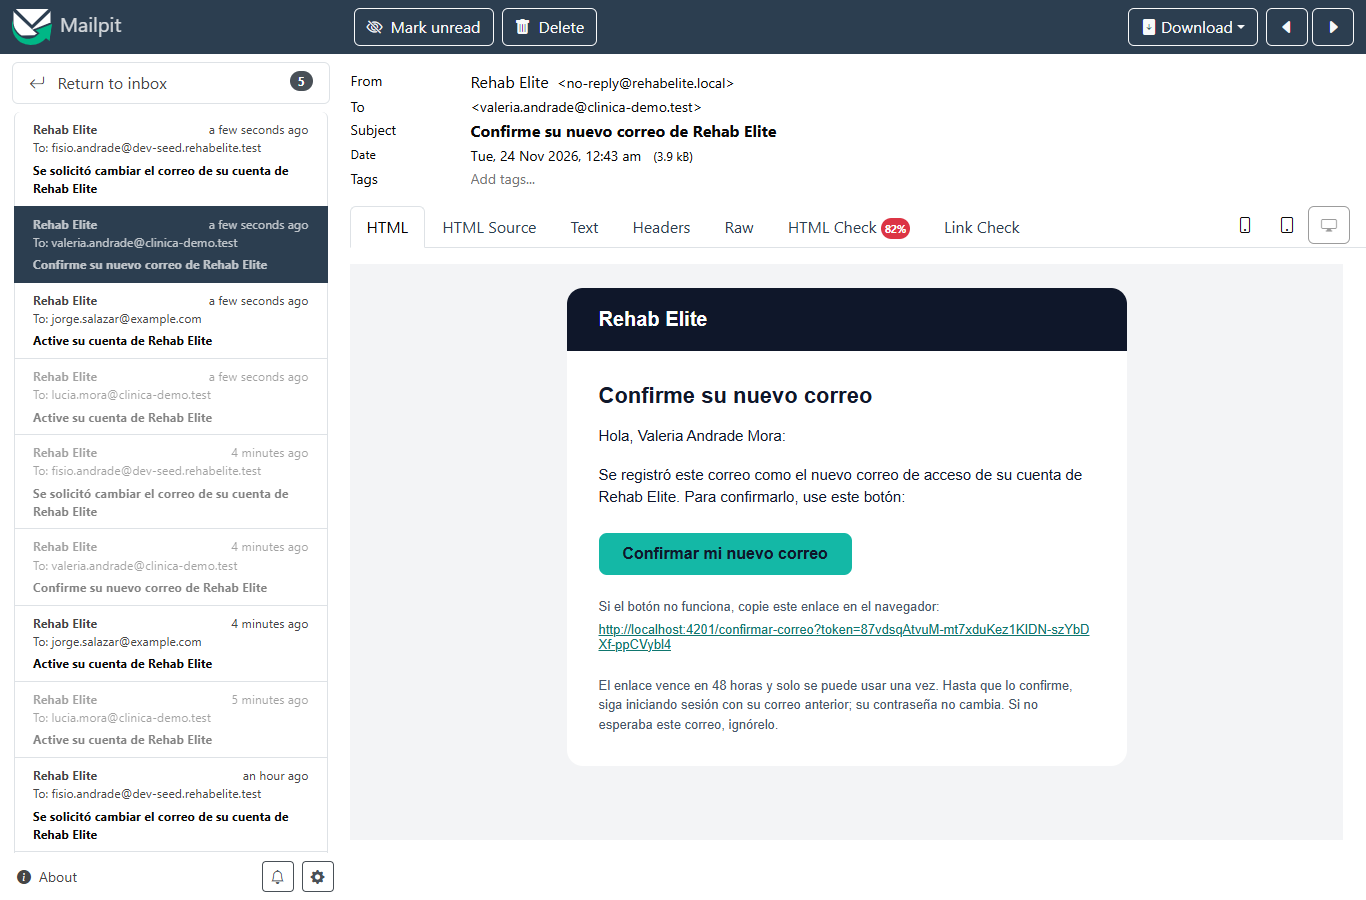 Mailpit
Mark unread
Delete
Download
Return to inbox
5
Rehab Elite a few seconds ago
To: fisio.andrade@dev-seed.rehabelite.test
Se solicitó cambiar el correo de su cuenta de
Rehab Elite
Rehab Elite a few seconds ago
To: valeria.andrade@clinica-demo.test
Confirme su nuevo correo de Rehab Elite
Rehab Elite a few seconds ago
To: jorge.salazar@example.com
Active su cuenta de Rehab Elite
Rehab Elite a few seconds ago
To: lucia.mora@clinica-demo.test
Active su cuenta de Rehab Elite
Rehab Elite 4 minutes ago
To: fisio.andrade@dev-seed.rehabelite.test
Se solicitó cambiar el correo de su cuenta de
Rehab Elite
Rehab Elite 4 minutes ago
To: valeria.andrade@clinica-demo.test
Confirme su nuevo correo de Rehab Elite
Rehab Elite 4 minutes ago
To: jorge.salazar@example.com
Active su cuenta de Rehab Elite
Rehab Elite 5 minutes ago
To: lucia.mora@clinica-demo.test
Active su cuenta de Rehab Elite
Rehab Elite an hour ago
To: fisio.andrade@dev-seed.rehabelite.test
Se solicitó cambiar el correo de su cuenta de
Rehab Elite
About
From Rehab Elite <no-reply@rehabelite.local>
To <valeria.andrade@clinica-demo.test>
Subject Confirme su nuevo correo de Rehab Elite
Date Tue, 24 Nov 2026, 12:43 am (3.9 kB)
Tags Add tags...
HTML HTML Source Text Headers Raw HTML Check 82% Link Check
Rehab Elite
Confirme su nuevo correo
Hola, Valeria Andrade Mora:
Se registró este correo como el nuevo correo de acceso de su cuenta de
Rehab Elite. Para confirmarlo, use este botón:
Confirmar mi nuevo correo
Si el botón no funciona, copie este enlace en el navegador:
http://localhost:4201/confirmar-correo?token=87vdsqAtvuM-mt7xduKez1KIDN-szYbD
Xf-ppCVybl4
El enlace vence en 48 horas y solo se puede usar una vez. Hasta que lo confirme,
siga iniciando sesión con su correo anterior; su contraseña no cambia. Si no
esperaba este correo, ignórelo.